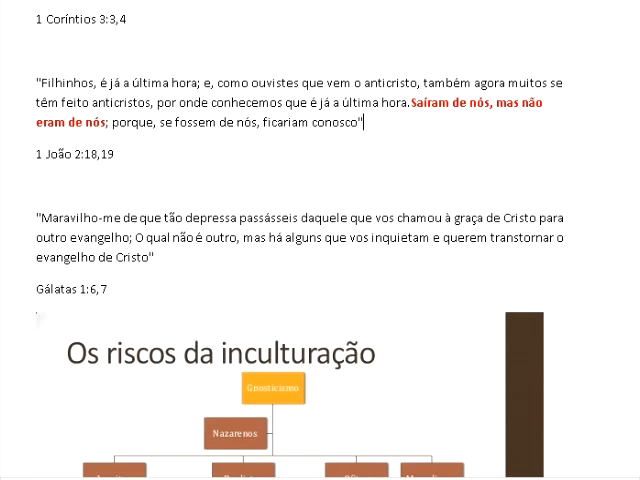 1 Coríntios 3:3,4
"Filhinhos, é já a última hora; e, como ouvistes que vem o anticristo, também agora muitos se
têm feito anticristos, por onde conhecemos que é já a última hora.Saíram de nós, mas não
eram de nós; porque, se fossem de nós, ficariam conosco"
1 João 2:18,19
"Maravilho-me de que tão depressa passásseis daquele que vos chamou à graça de Cristo para
outro evangelho; O qual não é outro, mas há alguns que vos inquietam e querem transtornar o
evangelho de Cristo"
Gálatas 1:6,7
Os riscos da inculturação
Gnosticismo
Nazarenos